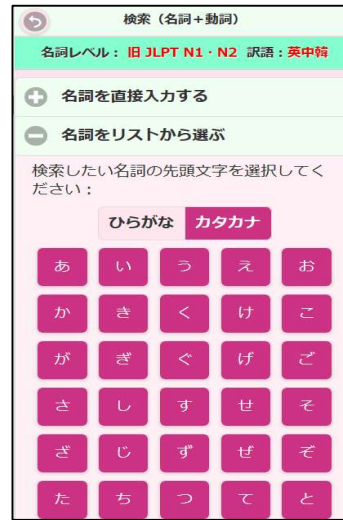 検索（名詞＋動詞）
名詞レベル： 旧 JLPT N1・N2 訳語：英中韓
名詞を直接入力する
名詞をリストから選ぶ
検索したい名詞の先頭文字を選択してく
ださい：
ひらがな カタカナ
あ い う え お
か き く け こ
が ぎ ぐ げ ご
さ し す せ そ
ざ じ ず ぜ ぞ
た ち つ て と